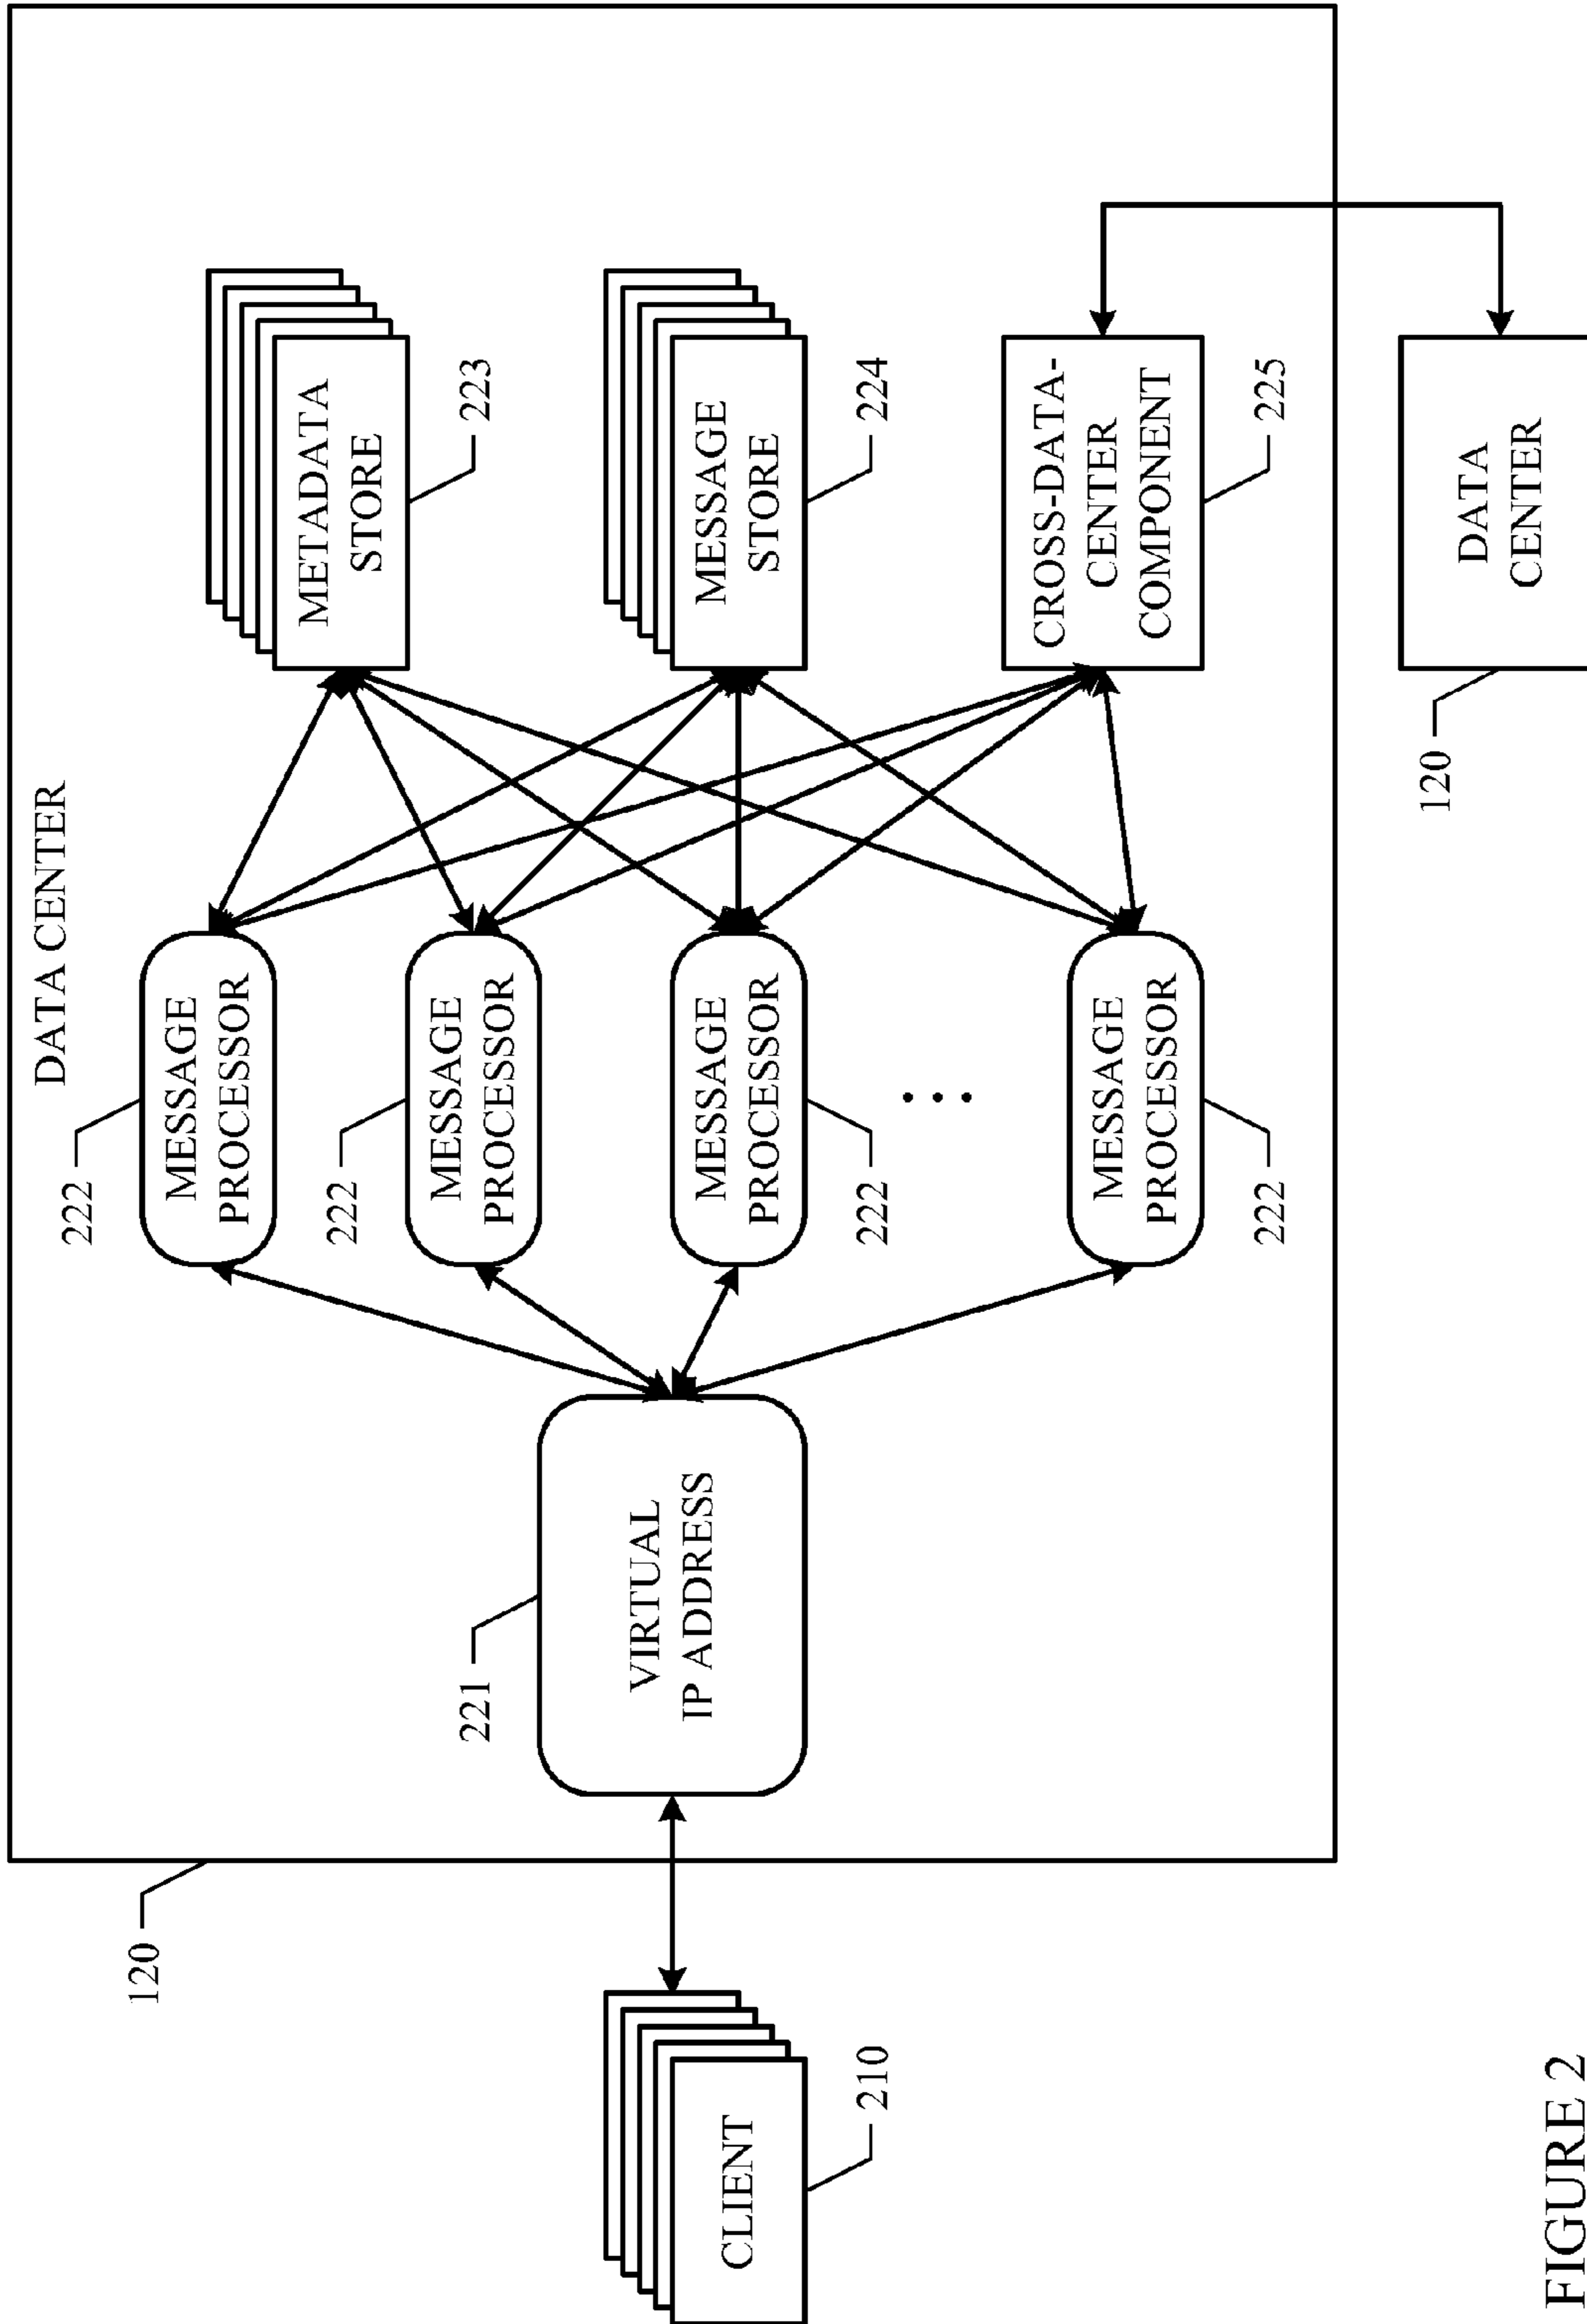 DATA CENTER
120
222
MESSAGE
PROCESSOR
222
MESSAGE
PROCESSOR
222
MESSAGE
PROCESSOR
. . .
222
MESSAGE
PROCESSOR
221
VIRTUAL
IP ADDRESS
CLIENT
210
METADATA
STORE
223
MESSAGE
STORE
224
CROSS-DATA-
CENTER
COMPONENT
225
120
DATA
CENTER
FIGURE 2